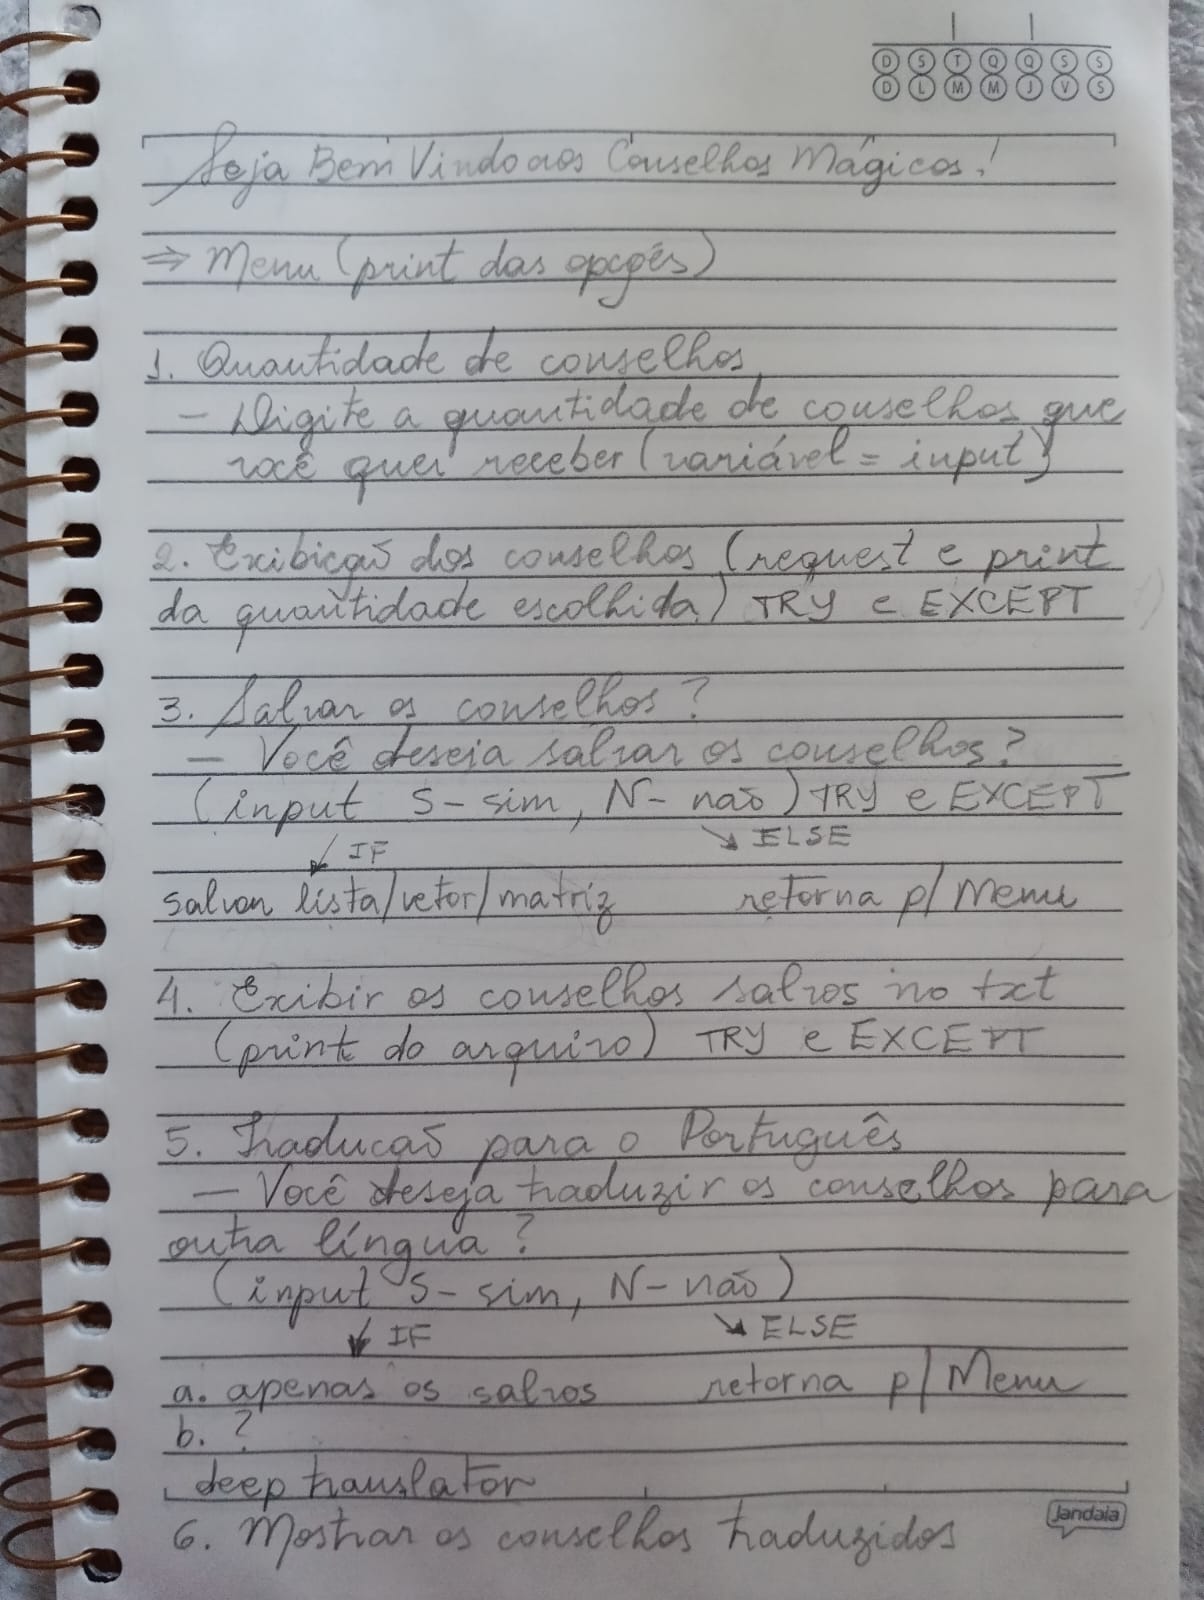 D S T Q Q S S
D L M M J V S
Seja Bem Vindo aos Conselhos Mágicos!
⇒ Menu (print das opções)
1. Quantidade de conselhos
- Digite a quantidade de conselhos que
você quer receber (variável = input)
2. Exibição dos conselhos (request e print
da quantidade escolhida) TRY e EXCEPT
3. Salvar os conselhos?
- Você deseja salvar os conselhos?
(input S- sim, N- não) TRY e EXCEPT
↙ IF ↘ ELSE
salvar lista/vetor/matriz retorna p/ Menu
4. Exibir os conselhos salvos no txt
(print do arquivo) TRY e EXCEPT
5. Tradução para o Português
- Você deseja traduzir os conselhos para
outra língua?
(input S- sim, N- não)
↙ IF ↘ ELSE
a. apenas os salvos retorna p/ Menu
b. ?
deep translator
Jandaia
6. Mostrar os conselhos traduzidos